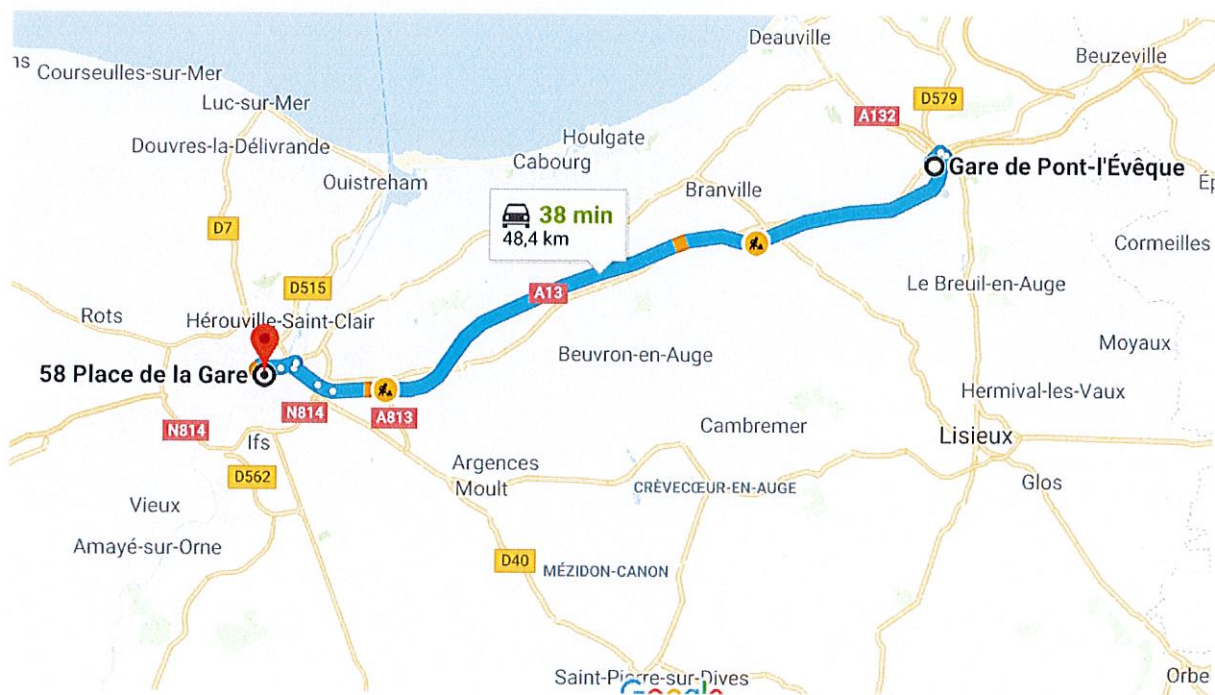 Deauville
Beuzeville
ns
Courseulles-sur-Mer
Luc-sur-Mer
D579
A132
Houlgate
Douvres-la-Délivrande
Cabourg
Ouistreham
Branville
Gare de Pont-l'Évêque
Ép
38 min
48,4 km
D7
Cormeilles
D515
A13
Le Breuil-en-Auge
Rots
Hérouville-Saint-Clair
Moyaux
Beuvron-en-Auge
58 Place de la Gare
Hermival-les-Vaux
N814
A813
N814
Ifs
Cambremer
Lisieux
D562
Argences
Moult
CRÈVECŒUR-EN-AUGE
Glos
Vieux
Amayé-sur-Orne
D40
MÉZIDON-CANON
Saint-Pierre-sur-Dives
Orbe
Google